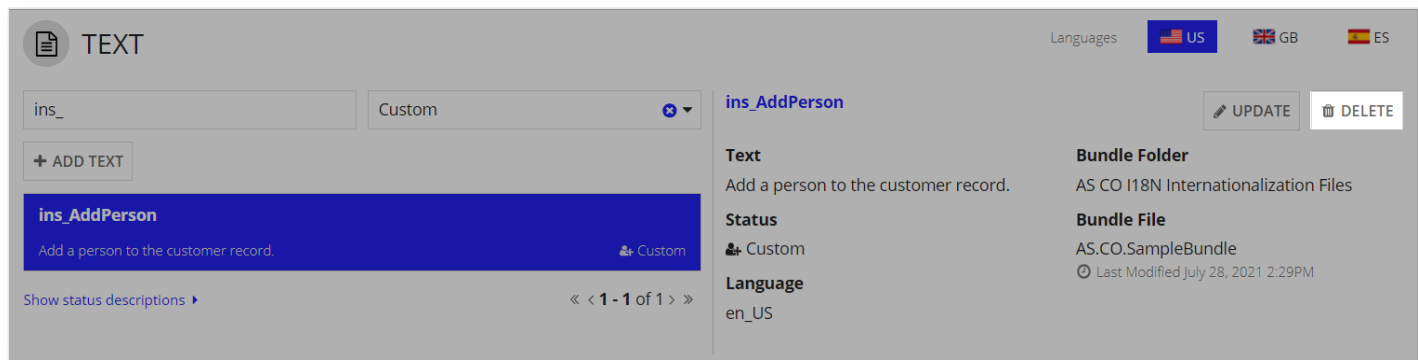 TEXT
Languages US GB ES
ins_ Custom
+ ADD TEXT
ins_AddPerson
Add a person to the customer record. Custom
Show status descriptions
« < 1 - 1 of 1 > »
ins_AddPerson
UPDATE DELETE
Text
Add a person to the customer record.
Status
Custom
Language
en_US
Bundle Folder
AS CO I18N Internationalization Files
Bundle File
AS.CO.SampleBundle
Last Modified July 28, 2021 2:29PM